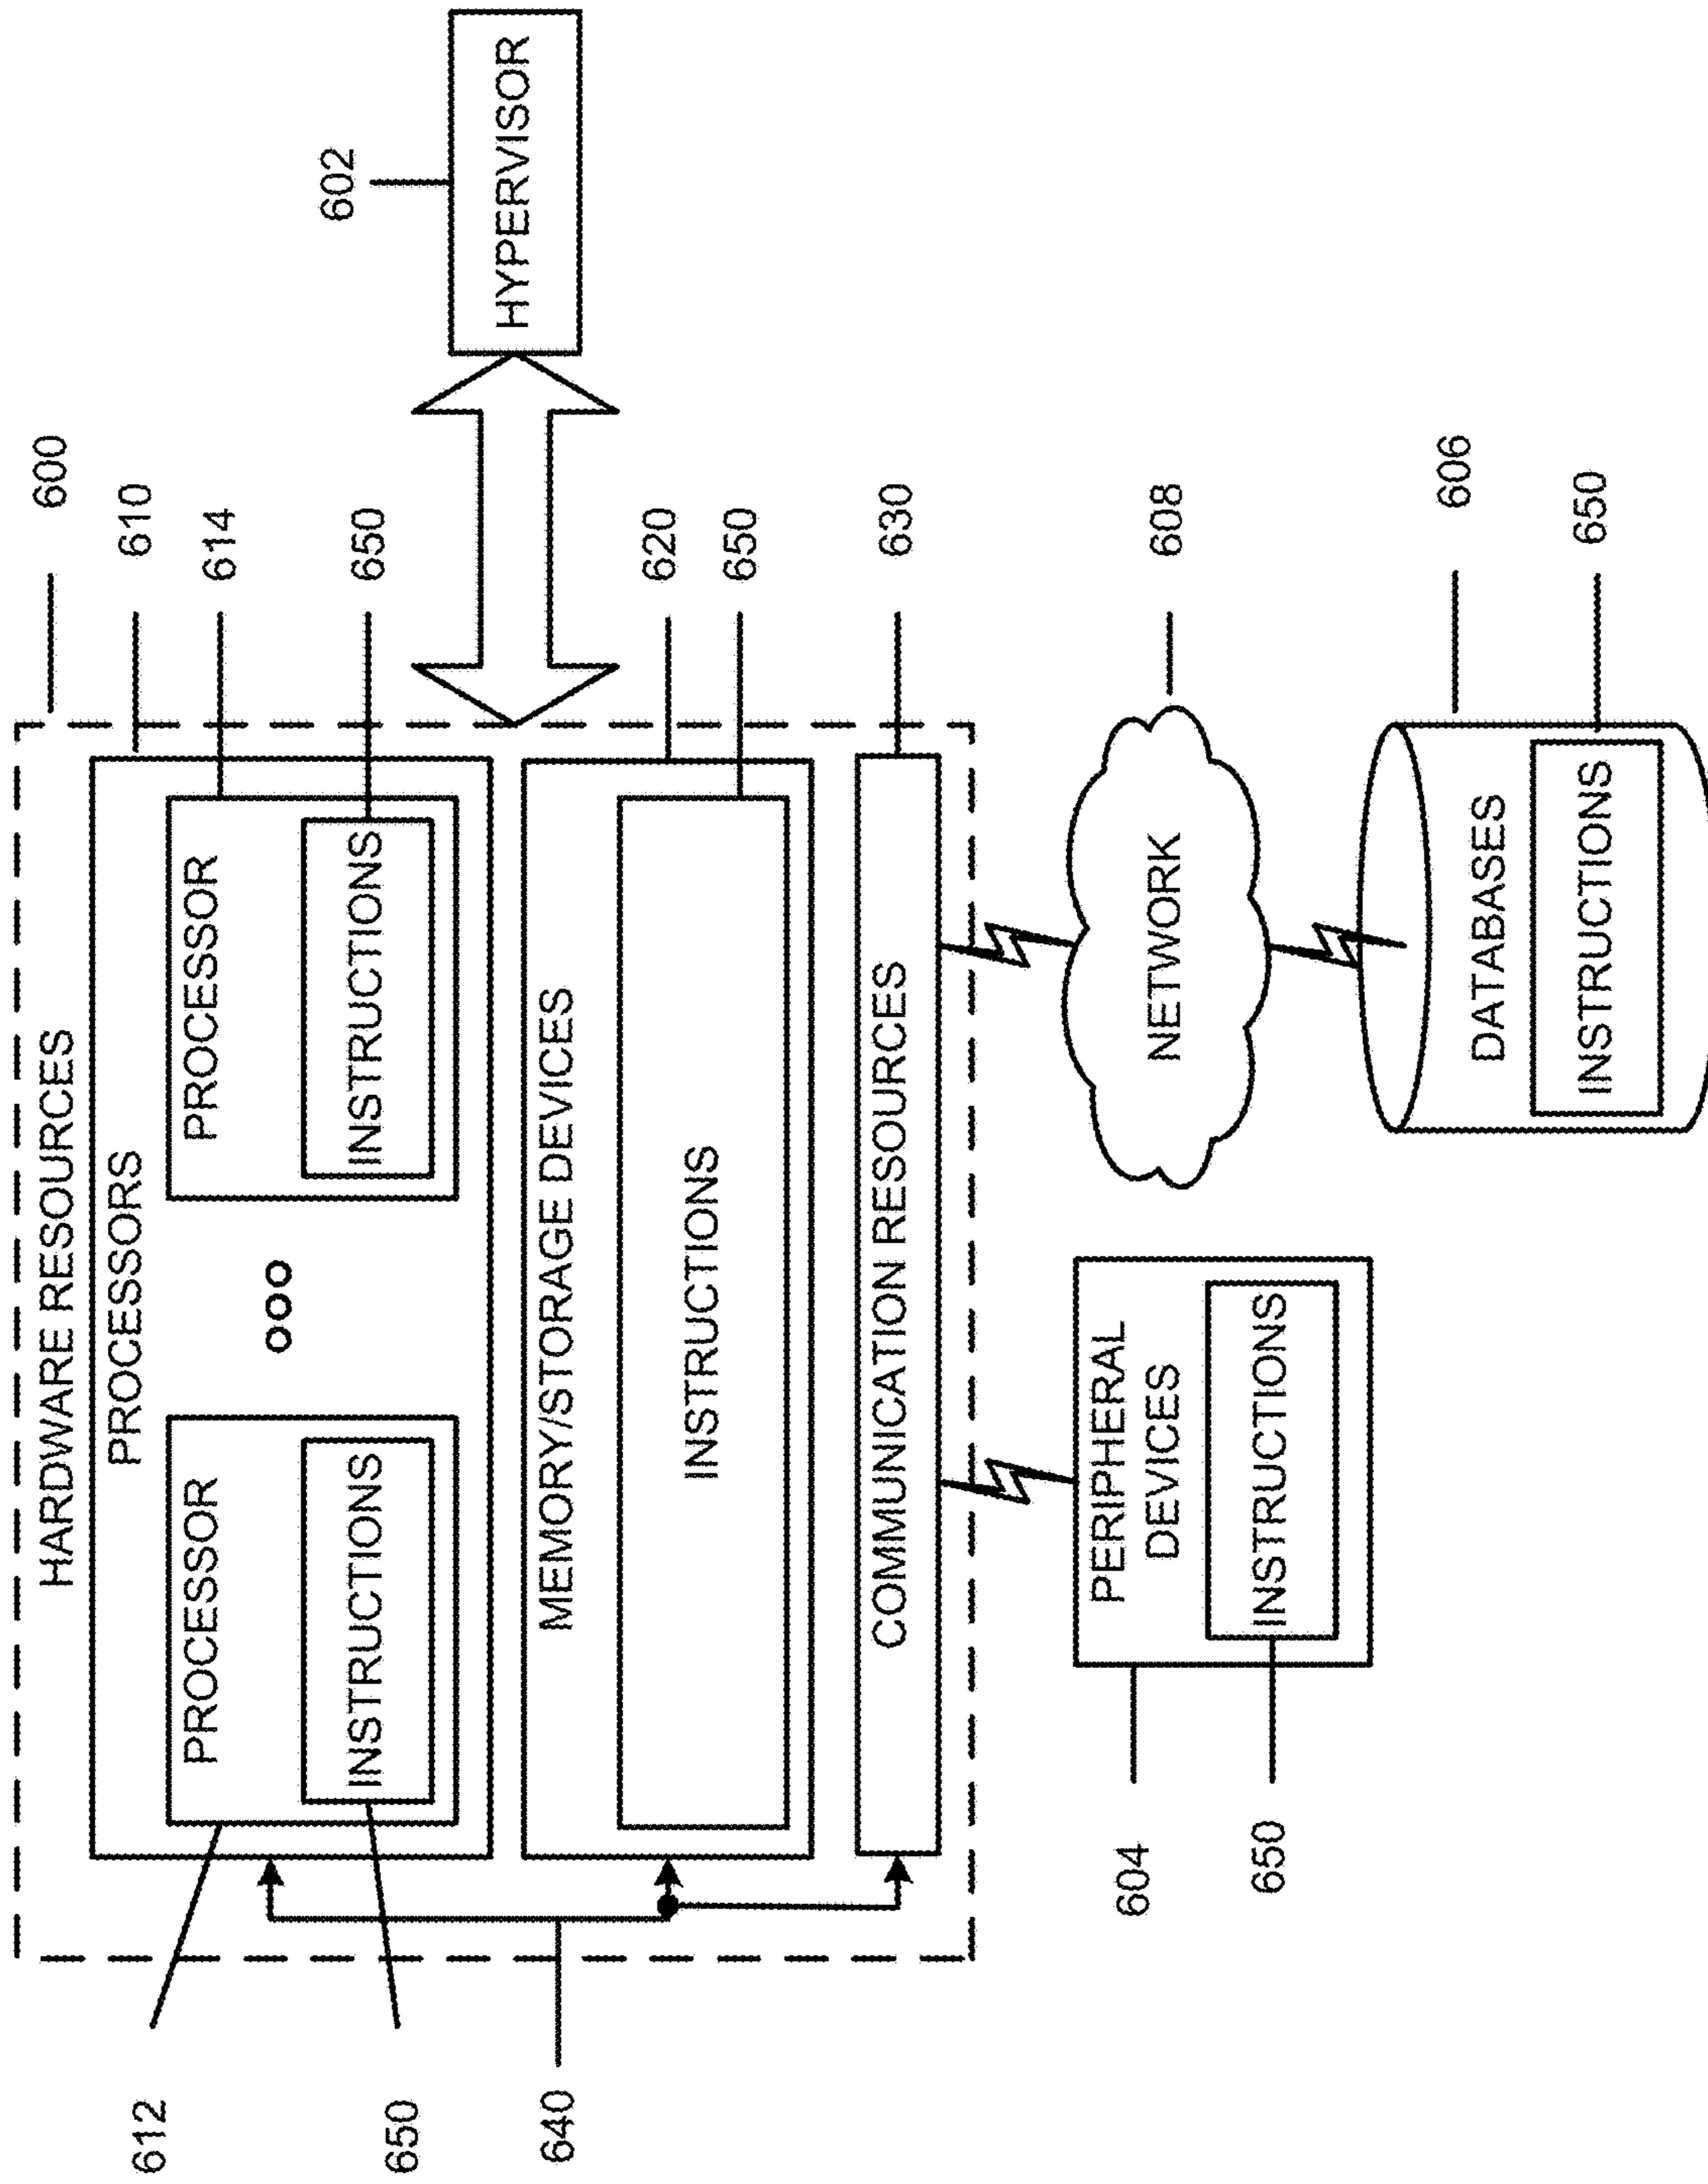 HARDWARE RESOURCES
600
PROCESSORS
610
PROCESSOR
INSTRUCTIONS
612
650
PROCESSOR
INSTRUCTIONS
614
650
602
HYPERVISOR
MEMORY/STORAGE DEVICES
620
INSTRUCTIONS
650
640
COMMUNICATION RESOURCES
630
PERIPHERAL
DEVICES
INSTRUCTIONS
604
650
NETWORK
608
DATABASES
606
INSTRUCTIONS
650